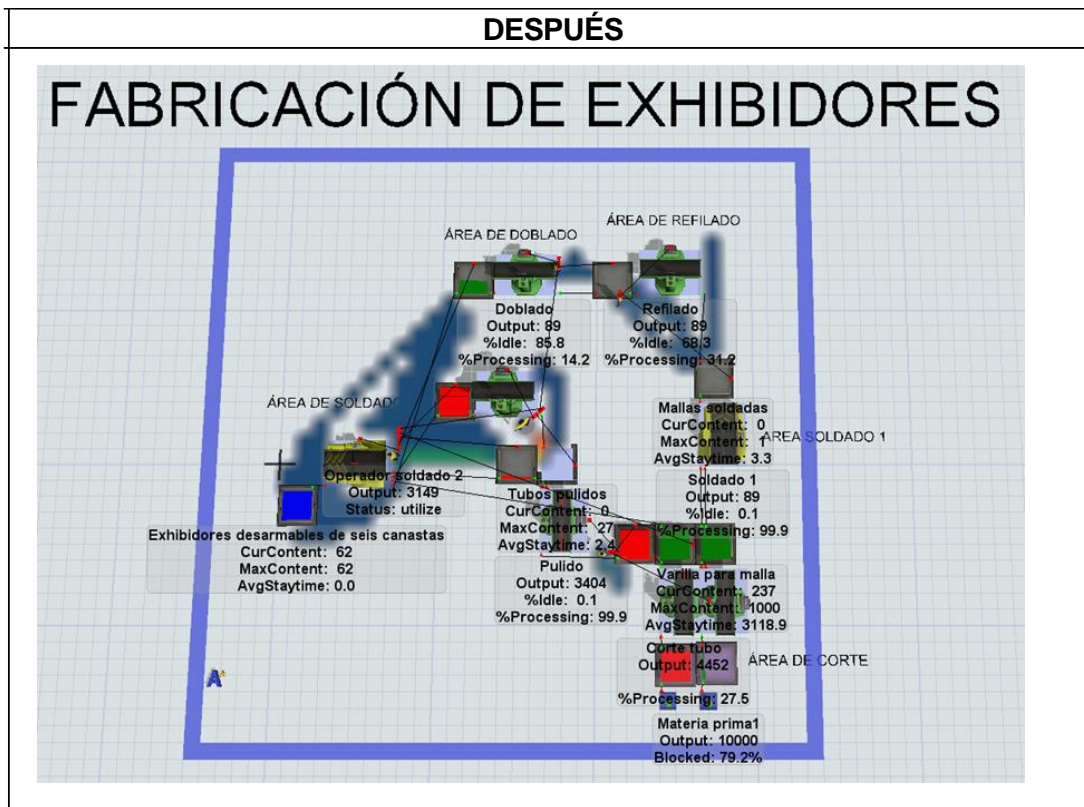 DESPUÉS
FABRICACIÓN DE EXHIBIDORES
ÁREA DE REFILADO
ÁREA DE DOBLADO
Doblado
Output: 89
%Idle: 85.8
%Processing: 14.2
Refilado
Output: 89
%Idle: 68.3
%Processing: 31.2
ÁREA DE SOLDADO
Mallas soldadas
CurContent: 0
MaxContent: 1
AvgStaytime: 3.3
ÁREA SOLDADO 1
Operador soldado 2
Output: 3149
Status: utilize
Soldado 1
Output: 89
%Idle: 0.1
%Processing: 99.9
Tubos pulidos
CurContent: 0
MaxContent: 27
AvgStaytime: 2.4
Exhibidores desarmables de seis canastas
CurContent: 62
MaxContent: 62
AvgStaytime: 0.0
Pulido
Output: 3404
%Idle: 0.1
%Processing: 99.9
Varilla para malla
CurContent: 237
MaxContent: 1000
AvgStaytime: 3118.9
Corte tubo
Output: 4452
%Processing: 27.5
ÁREA DE CORTE
A
Materia prima1
Output: 10000
Blocked: 79.2%